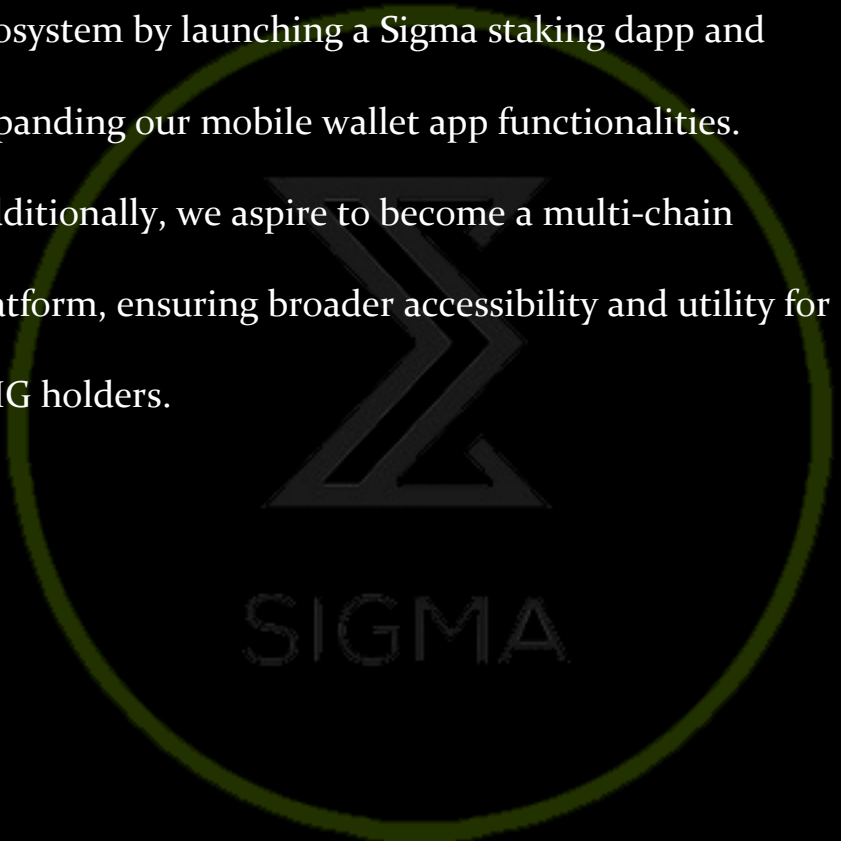 osystem by launching a Sigma staking dapp and
panding our mobile wallet app functionalities.
ditionally, we aspire to become a multi-chain
atform, ensuring broader accessibility and utility for
IG holders.
SIGMA